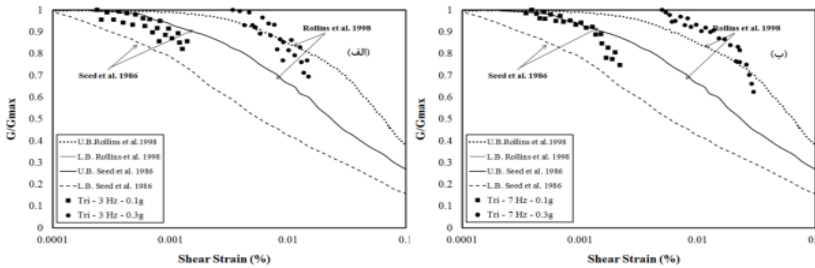 G/Gmax
1
0.9
0.8
0.7
0.6
0.5
0.4
0.3
0.2
0.1
0
Rollins et al. 1998
(الف)
Seed et al. 1986
U.B.Rollins et al.1998
L.B. Rollins et al. 1998
U.B. Seed et al. 1986
L.B. Seed et al. 1986
Tri - 3 Hz - 0.1g
Tri - 3 Hz - 0.3g
0.0001
0.001
0.01
0.1
Shear Strain (%)
G/Gmax
1
0.9
0.8
0.7
0.6
0.5
0.4
0.3
0.2
0.1
0
Rollins et al. 1998
(ب)
Seed et al. 1986
U.B.Rollins et al.1998
L.B. Rollins et al. 1998
U.B. Seed et al. 1986
L.B. Seed et al. 1986
Tri - 7 Hz - 0.1g
Tri - 7 Hz - 0.3g
0.0001
0.001
0.01
0.1
Shear Strain (%)